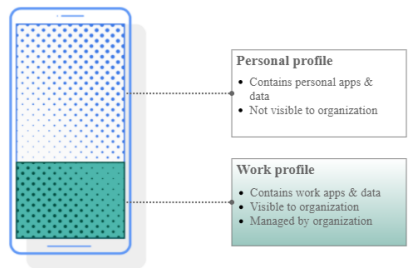 Personal profile
• Contains personal apps &
data
• Not visible to organization
Work profile
• Contains work apps & data
• Visible to organization
• Managed by organization